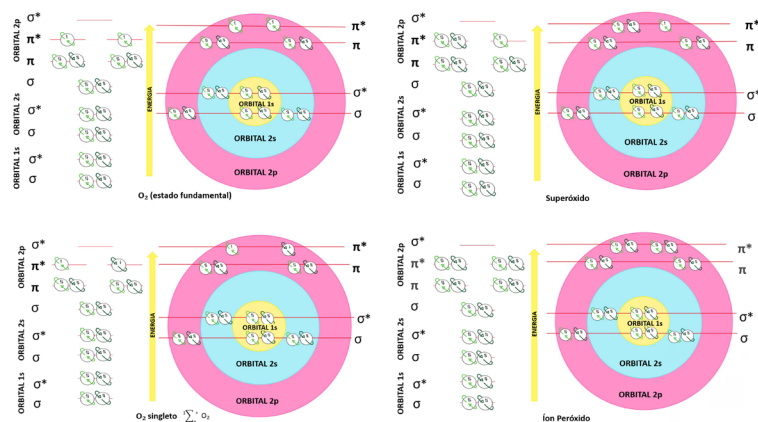 σ*
ORBITAL 2p
π*
π
σ
ORBITAL 2s
σ*
σ
ORBITAL 1s
σ*
σ
ENERGIA
π*
π
σ*
σ
ORBITAL 1s
ORBITAL 2s
ORBITAL 2p
O₂ (estado fundamental)
σ*
ORBITAL 2p
π*
π
σ
ORBITAL 2s
σ*
σ
ORBITAL 1s
σ*
σ
ENERGIA
π*
π
σ*
σ
ORBITAL 1s
ORBITAL 2s
ORBITAL 2p
Superóxido
σ*
ORBITAL 2p
π*
π
σ
ORBITAL 2s
σ*
σ
ORBITAL 1s
σ*
σ
ENERGIA
π*
π
σ*
σ
ORBITAL 1s
ORBITAL 2s
ORBITAL 2p
O₂ singleto ¹∑ ⁺ O₂
σ*
ORBITAL 2p
π*
π
σ
ORBITAL 2s
σ*
σ
ORBITAL 1s
σ*
σ
ENERGIA
π*
π
σ*
σ
ORBITAL 1s
ORBITAL 2s
ORBITAL 2p
Íon Peróxido